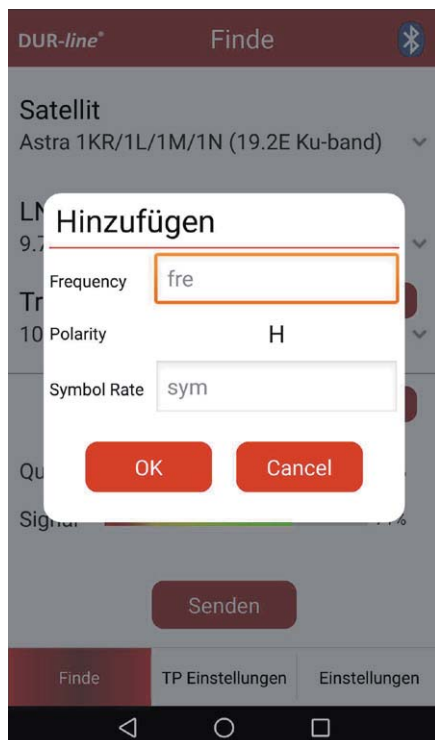 DUR-line®
Finde
Satellit
Astra 1KR/1L/1M/1N (19.2E Ku-band)
Hinzufügen
Frequency
fre
Polarity
H
Symbol Rate
sym
OK
Cancel
Signal
Senden
Finde
TP Einstellungen
Einstellungen